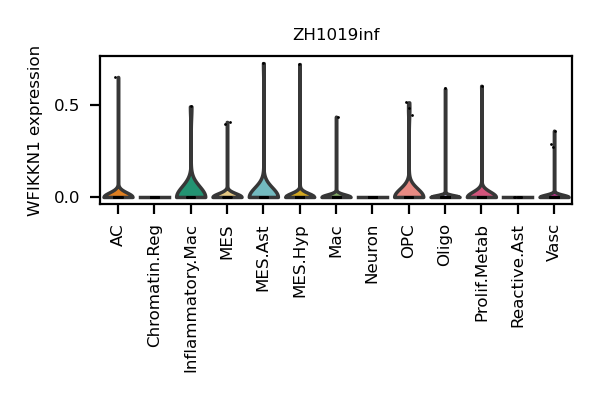 ZH1019inf
WFIKKN1 expression
0.5
0.0
AC
Chromatin.Reg
Inflammatory.Mac
MES
MES.Ast
MES.Hyp
Mac
Neuron
OPC
Oligo
Prolif.Metab
Reactive.Ast
Vasc